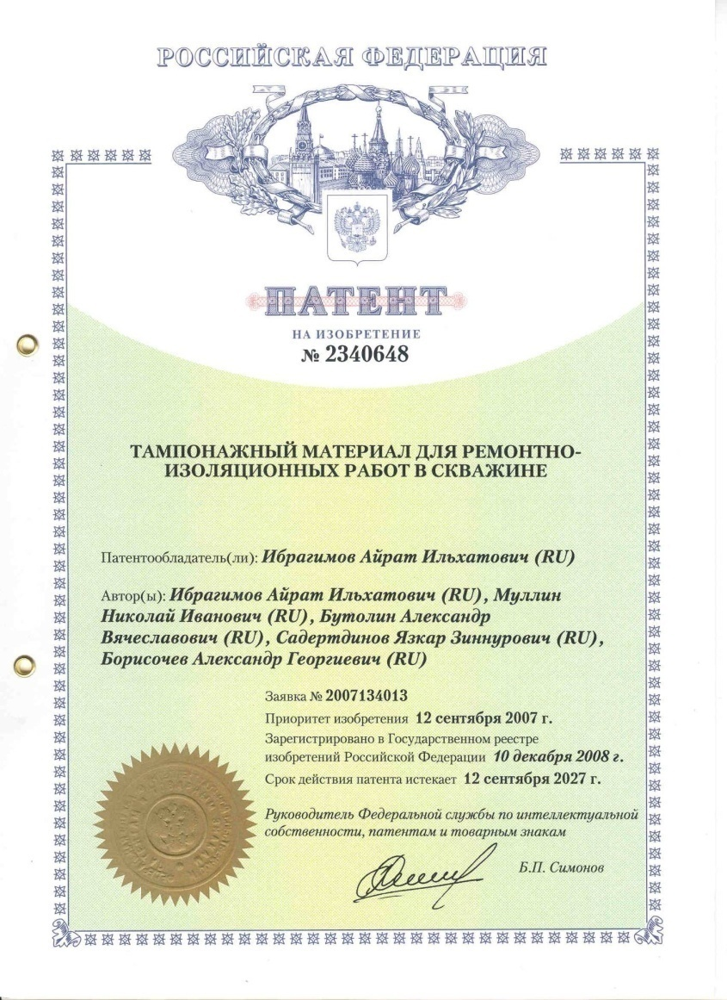 РОССИЙСКАЯ ФЕДЕРАЦИЯ
ПАТЕНТ
НА ИЗОБРЕТЕНИЕ
№ 2340648
ТАМПОНАЖНЫЙ МАТЕРИАЛ ДЛЯ РЕМОНТНО-
ИЗОЛЯЦИОННЫХ РАБОТ В СКВАЖИНЕ
Патентообладатель(ли): Ибрагимов Айрат Ильхатович (RU)
Автор(ы): Ибрагимов Айрат Ильхатович (RU), Муллин
Николай Иванович (RU), Бутолин Александр
Вячеславович (RU), Садертдинов Язкар Зиннурович (RU),
Борисочев Александр Георгиевич (RU)
Заявка № 2007134013
Приоритет изобретения 12 сентября 2007 г.
Зарегистрировано в Государственном реестре
изобретений Российской Федерации 10 декабря 2008 г.
Срок действия патента истекает 12 сентября 2027 г.
Руководитель Федеральной службы по интеллектуальной
собственности, патентам и товарным знакам
Б.П. Симонов